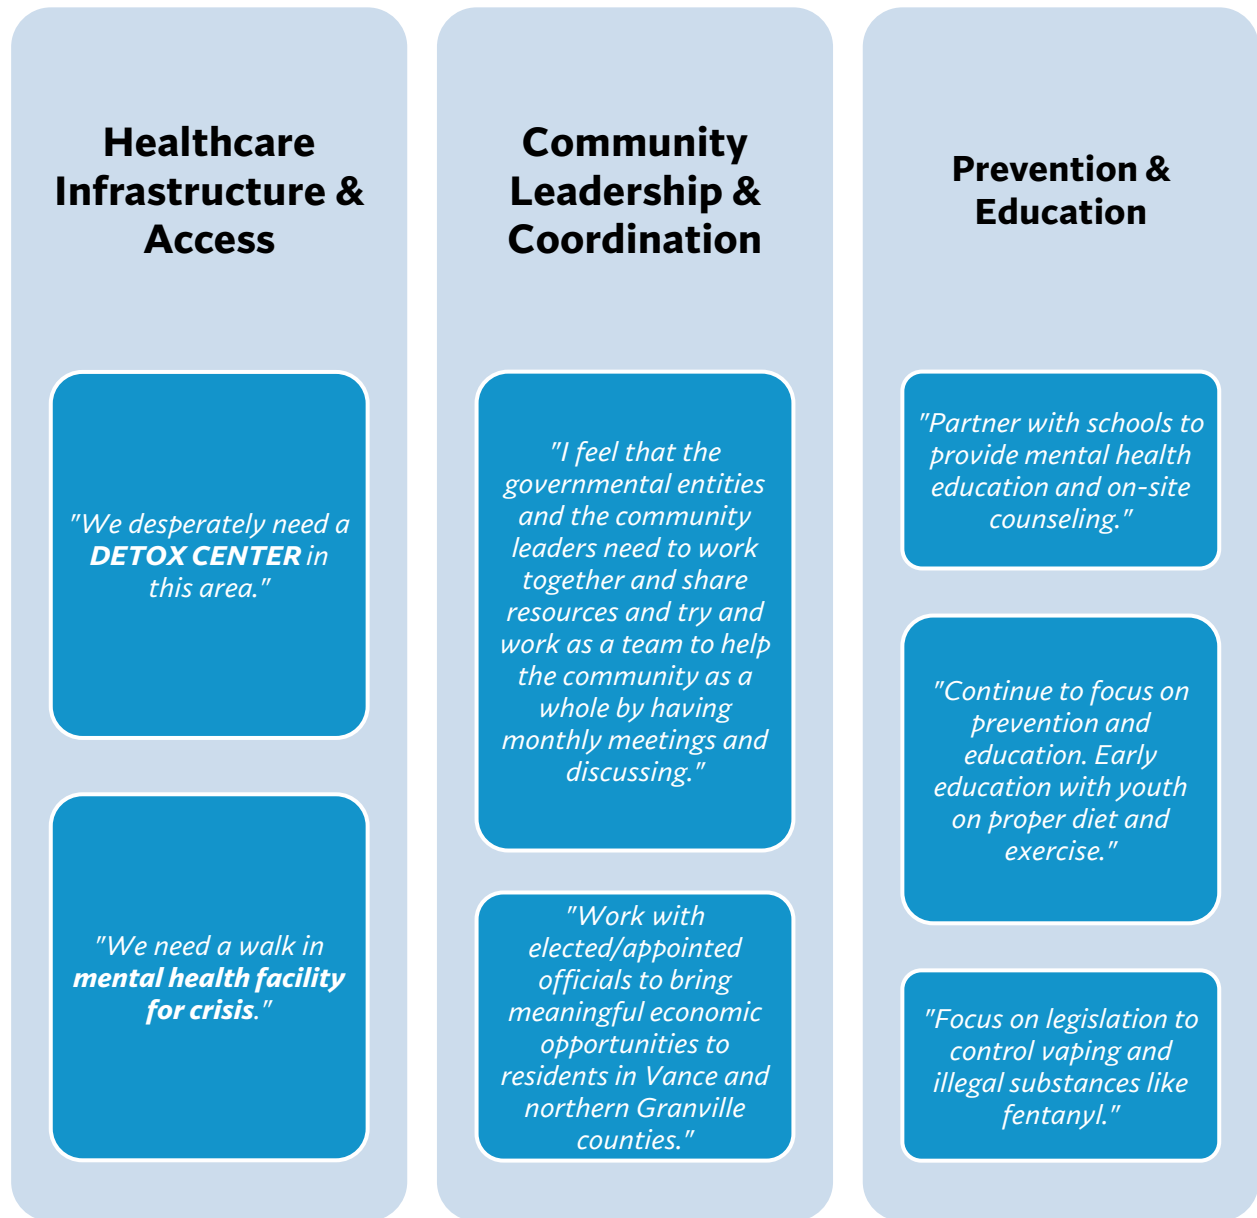 Healthcare
Infrastructure &
Access
"We desperately need a
DETOX CENTER in
this area."
"We need a walk in
mental health facility
for crisis."
Community
Leadership &
Coordination
"I feel that the
governmental entities
and the community
leaders need to work
together and share
resources and try and
work as a team to help
the community as a
whole by having
monthly meetings and
discussing."
"Work with
elected/appointed
officials to bring
meaningful economic
opportunities to
residents in Vance and
northern Granville
counties."
Prevention &
Education
"Partner with schools to
provide mental health
education and on-site
counseling."
"Continue to focus on
prevention and
education. Early
education with youth
on proper diet and
exercise."
"Focus on legislation to
control vaping and
illegal substances like
fentanyl."